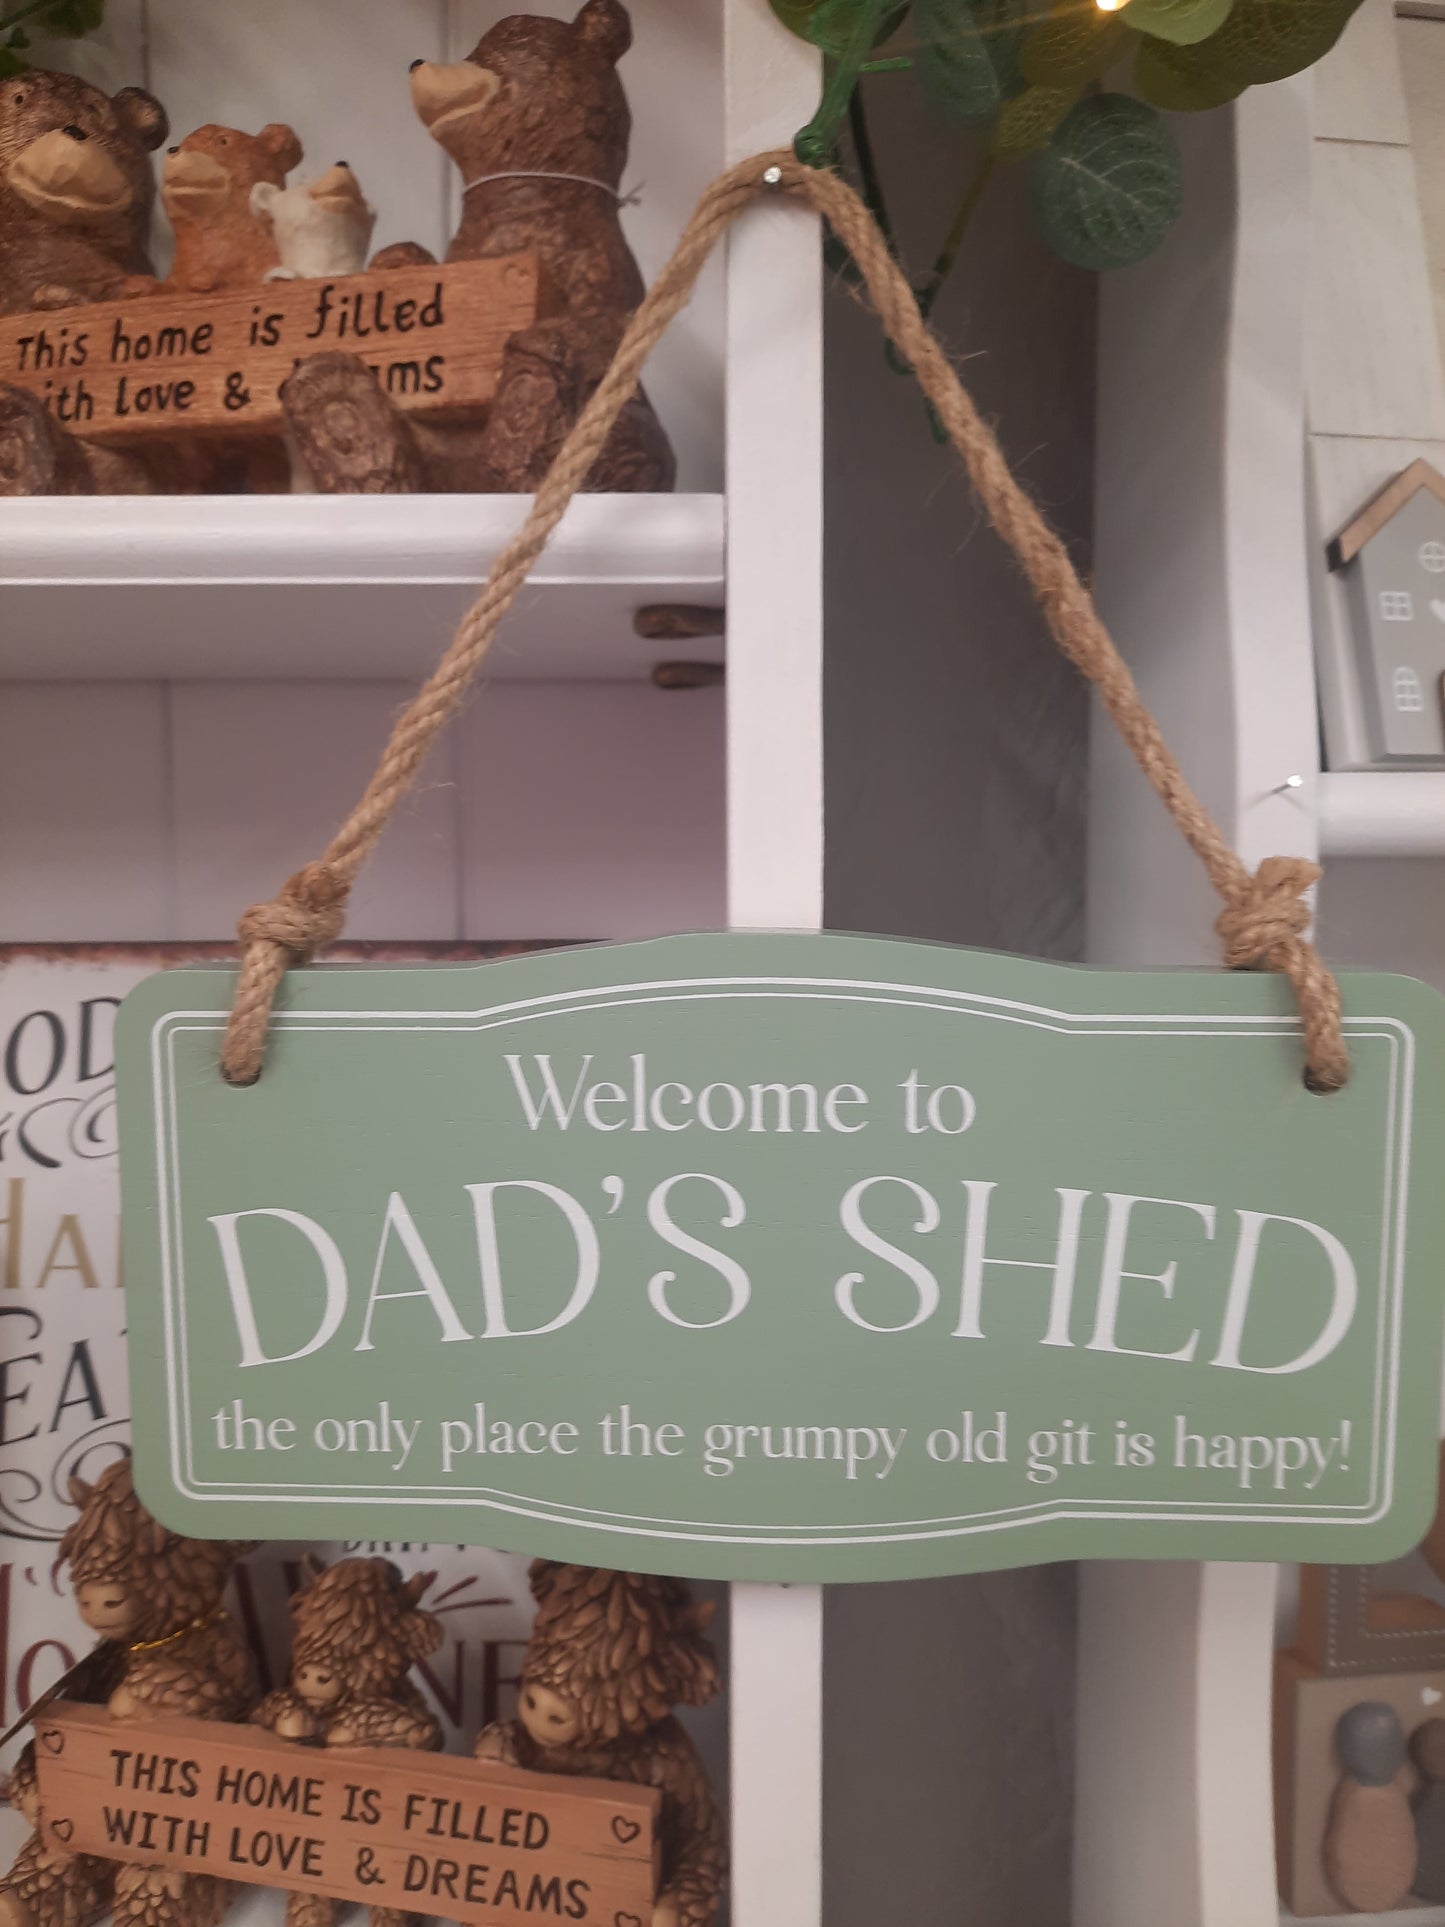 This home is filled
love &
Welcome to
DAD'S SHED
the only place the grumpy old git is happy!
THIS HOME IS FILLED
WITH LOVE & DREAMS